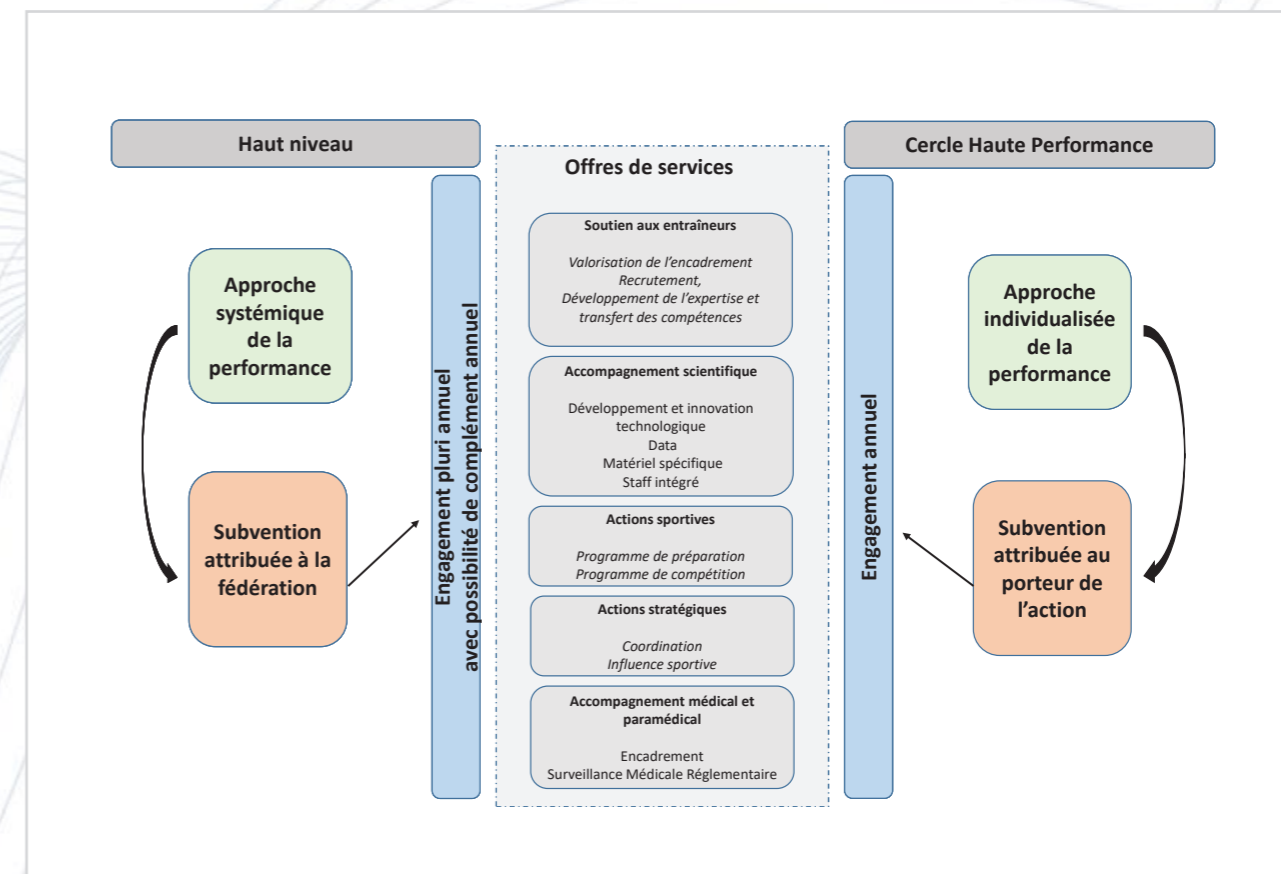 Haut niveau
Approche
systémique
de la
performance
Subvention
attribuée à la
fédération
Engagement pluri annuel
avec possibilité de complément annuel
Offres de services
Soutien aux entraîneurs
Valorisation de l’encadrement
Recrutement,
Développement de l’expertise et
transfert des compétences
Accompagnement scientifique
Développement et innovation
technologique
Data
Matériel spécifique
Staff intégré
Actions sportives
Programme de préparation
Programme de compétition
Actions stratégiques
Coordination
Influence sportive
Accompagnement médical et
paramédical
Encadrement
Surveillance Médicale Réglementaire
Cercle Haute Performance
Engagement annuel
Approche
individualisée
de la
performance
Subvention
attribuée au
porteur de
l’action